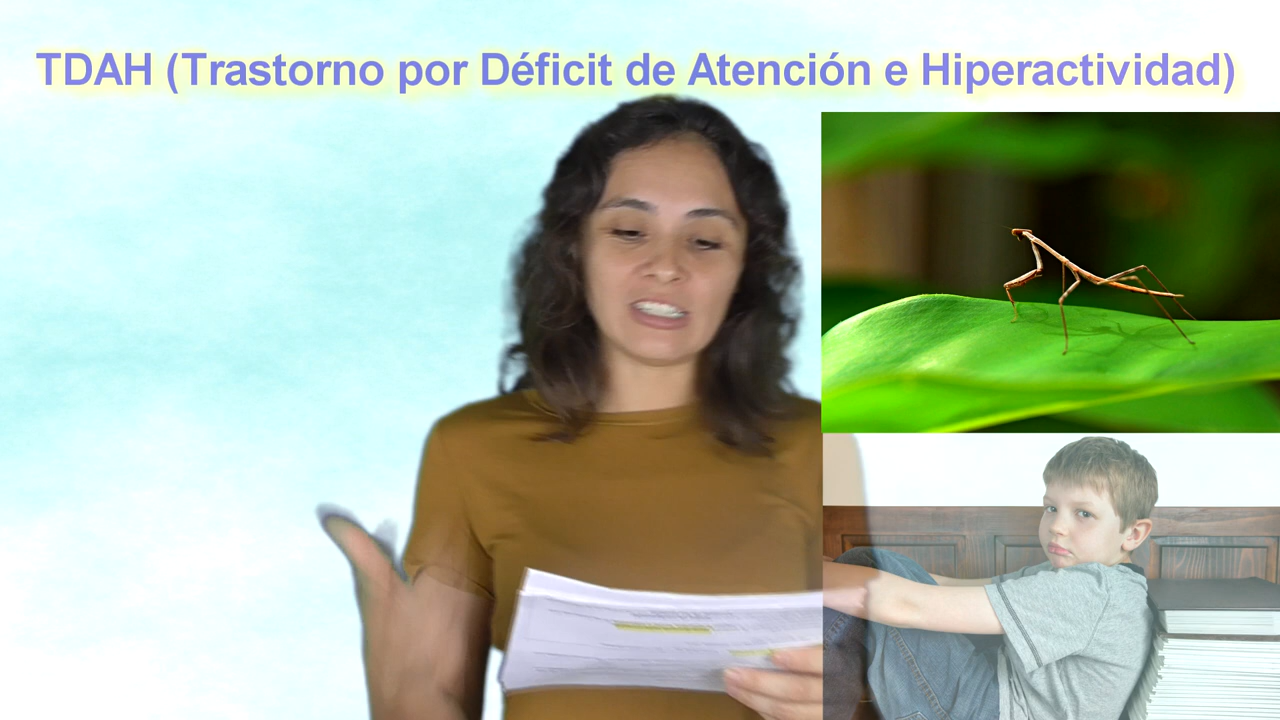 TDAH (Trastorno por Déficit de Atención e Hiperactividad)